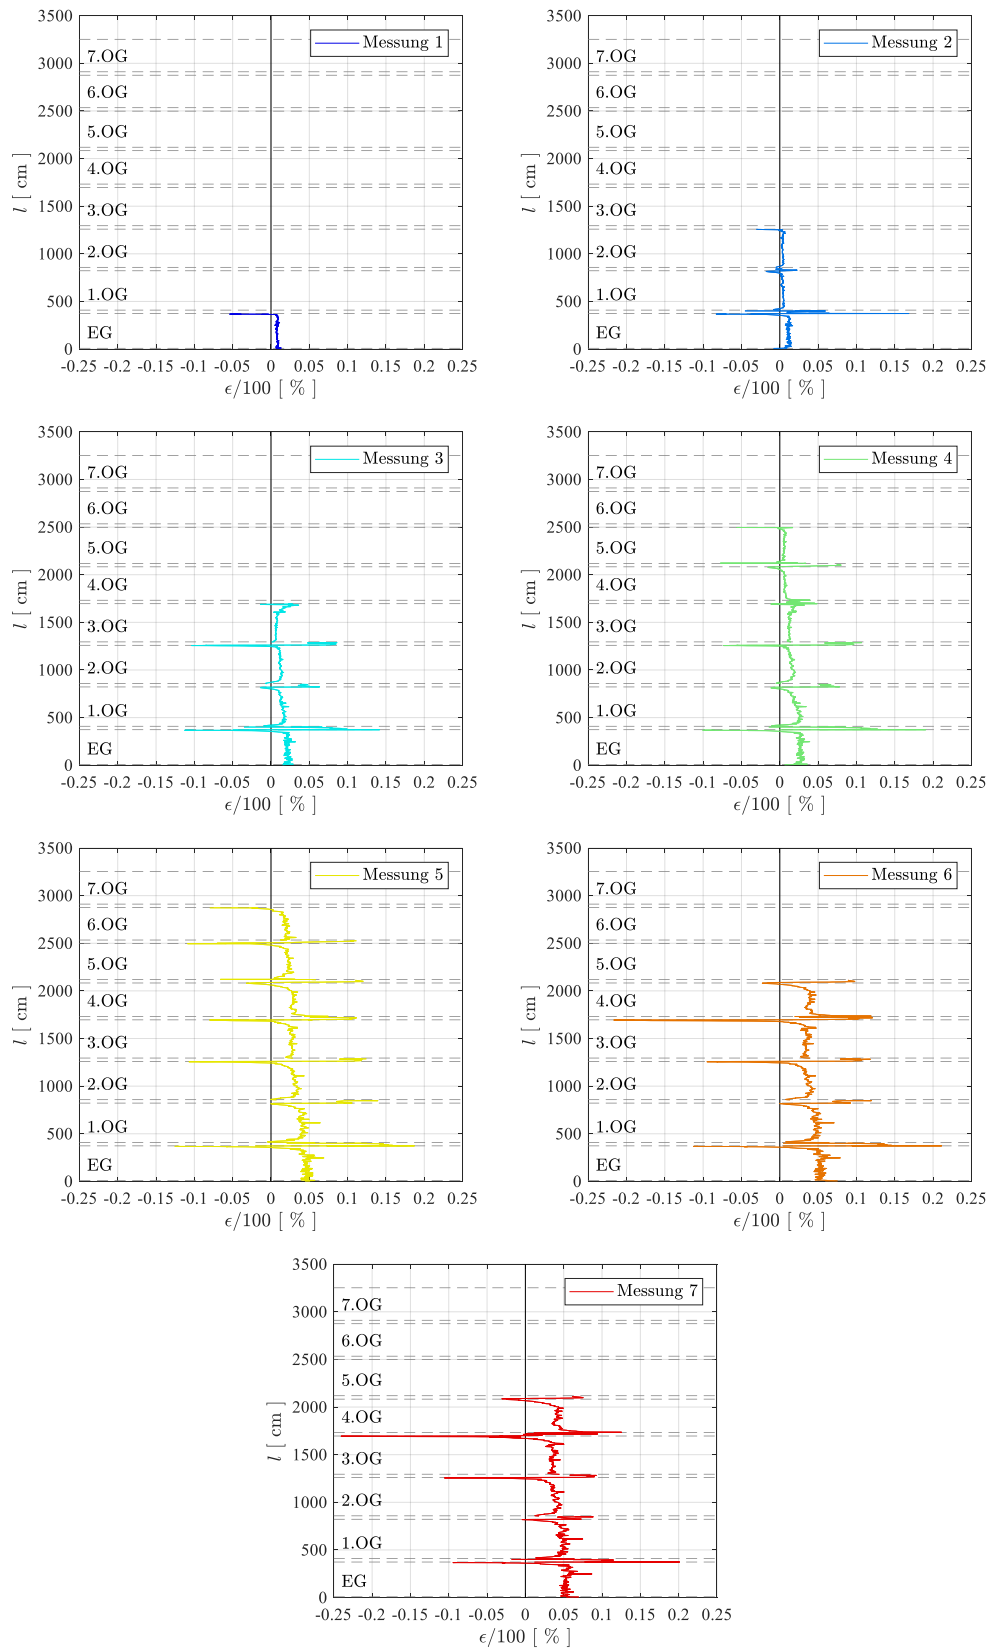 3500
3000
2500
2000
1500
1000
500
0
l [ cm ]
7.OG
6.OG
5.OG
4.OG
3.OG
2.OG
1.OG
EG
Messung 1
-0.25 -0.2 -0.15 -0.1 -0.05 0 0.05 0.1 0.15 0.2 0.25
ϵ/100 [ % ]
3500
3000
2500
2000
1500
1000
500
0
l [ cm ]
7.OG
6.OG
5.OG
4.OG
3.OG
2.OG
1.OG
EG
Messung 2
-0.25 -0.2 -0.15 -0.1 -0.05 0 0.05 0.1 0.15 0.2 0.25
ϵ/100 [ % ]
3500
3000
2500
2000
1500
1000
500
0
l [ cm ]
7.OG
6.OG
5.OG
4.OG
3.OG
2.OG
1.OG
EG
Messung 3
-0.25 -0.2 -0.15 -0.1 -0.05 0 0.05 0.1 0.15 0.2 0.25
ϵ/100 [ % ]
3500
3000
2500
2000
1500
1000
500
0
l [ cm ]
7.OG
6.OG
5.OG
4.OG
3.OG
2.OG
1.OG
EG
Messung 4
-0.25 -0.2 -0.15 -0.1 -0.05 0 0.05 0.1 0.15 0.2 0.25
ϵ/100 [ % ]
3500
3000
2500
2000
1500
1000
500
0
l [ cm ]
7.OG
6.OG
5.OG
4.OG
3.OG
2.OG
1.OG
EG
Messung 5
-0.25 -0.2 -0.15 -0.1 -0.05 0 0.05 0.1 0.15 0.2 0.25
ϵ/100 [ % ]
3500
3000
2500
2000
1500
1000
500
0
l [ cm ]
7.OG
6.OG
5.OG
4.OG
3.OG
2.OG
1.OG
EG
Messung 6
-0.25 -0.2 -0.15 -0.1 -0.05 0 0.05 0.1 0.15 0.2 0.25
ϵ/100 [ % ]
3500
3000
2500
2000
1500
1000
500
0
l [ cm ]
7.OG
6.OG
5.OG
4.OG
3.OG
2.OG
1.OG
EG
Messung 7
-0.25 -0.2 -0.15 -0.1 -0.05 0 0.05 0.1 0.15 0.2 0.25
ϵ/100 [ % ]